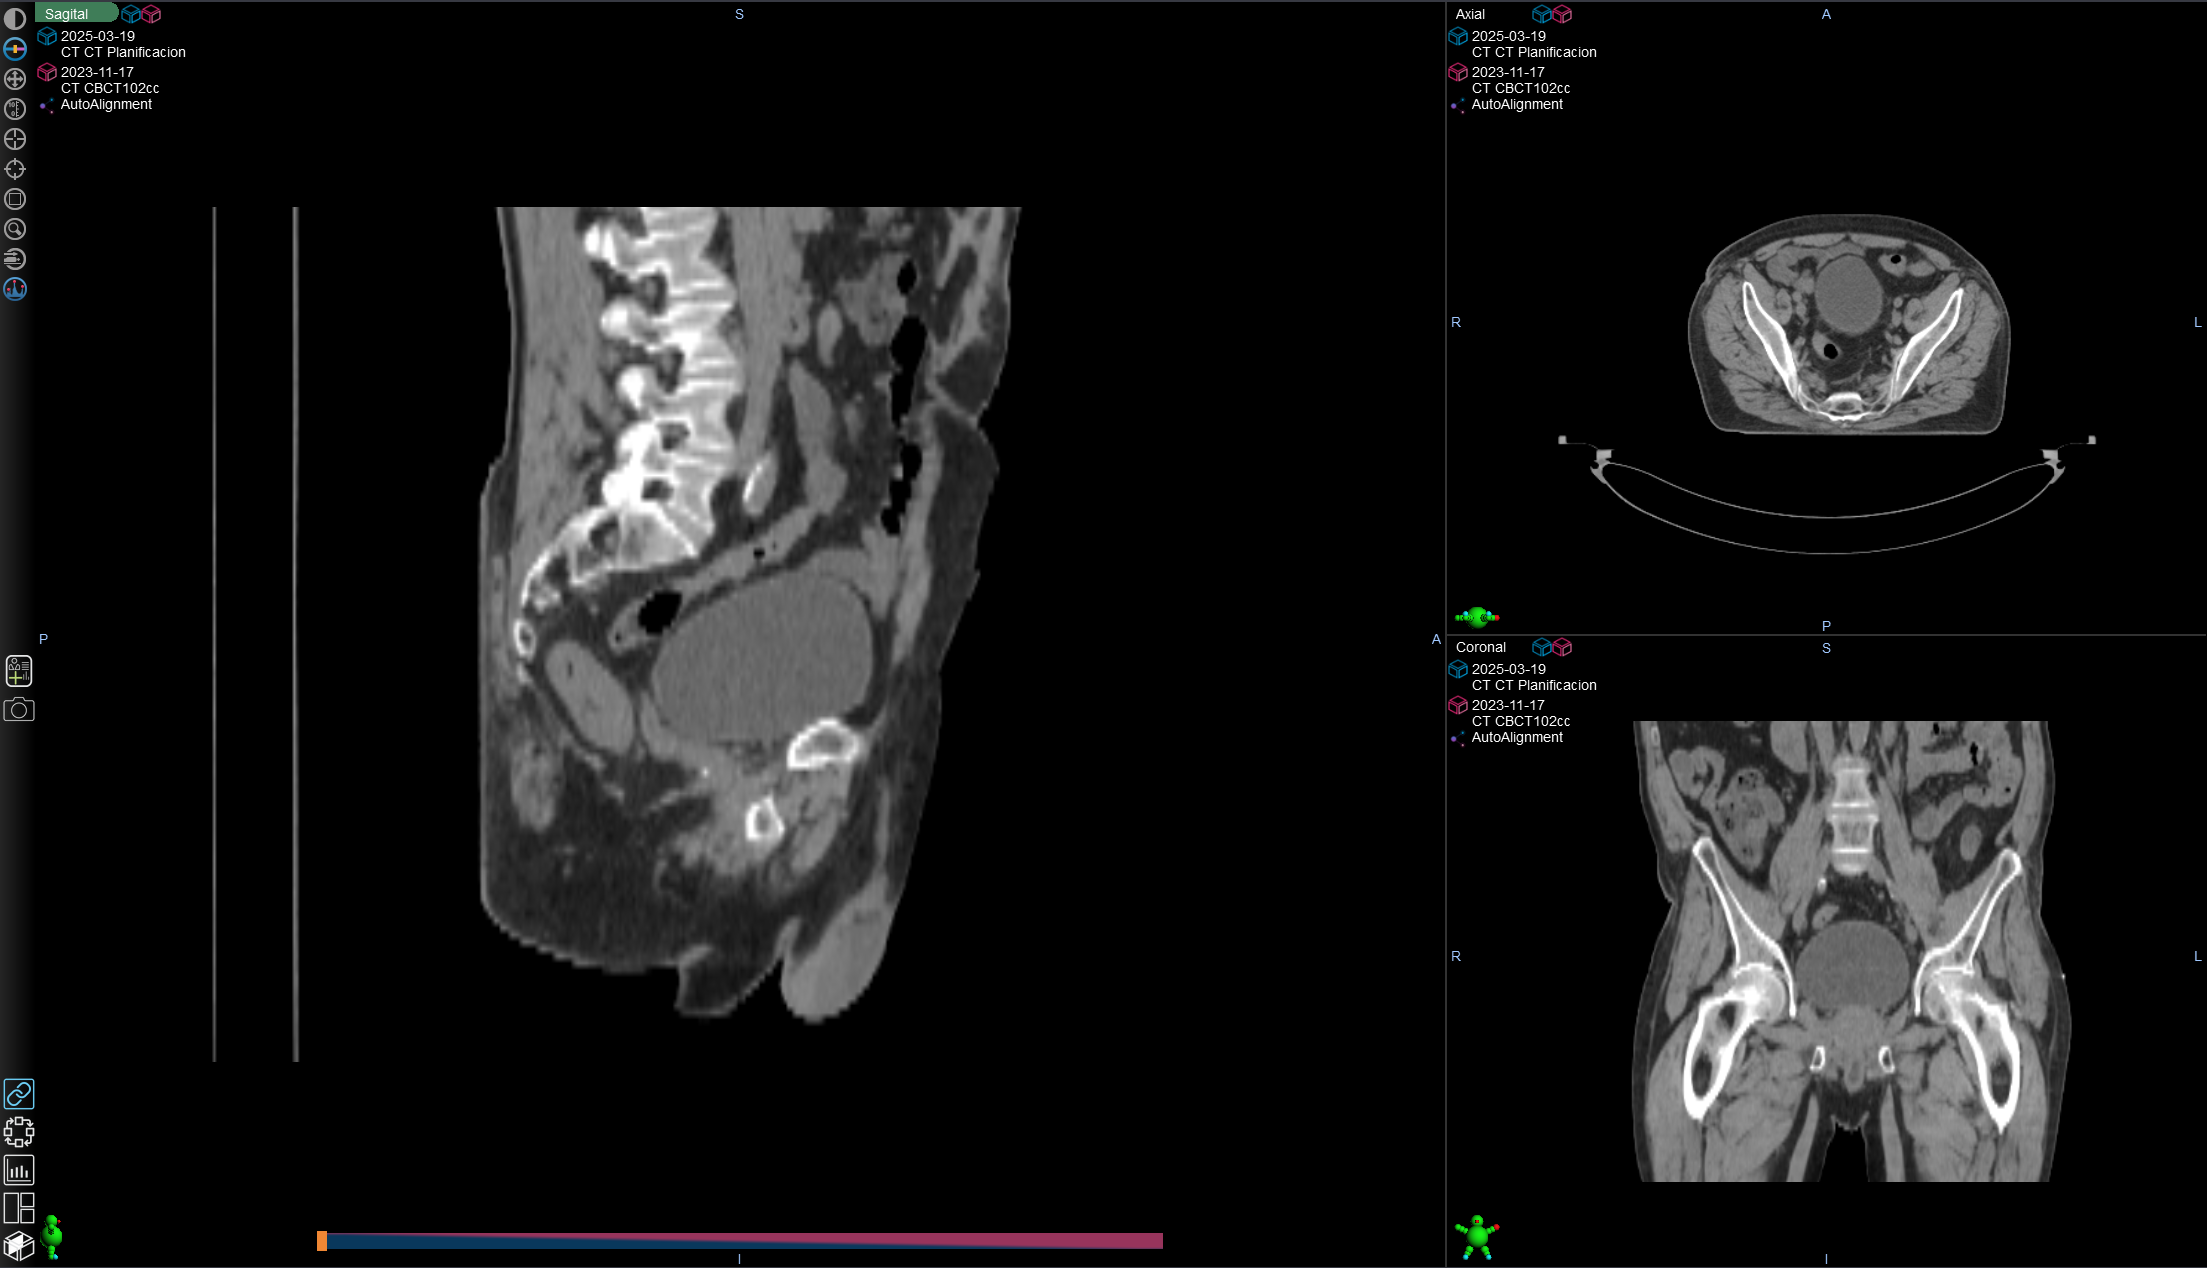 Sagital
S
2025-03-19
CT CT Planificacion
2023-11-17
CT CBCT102cc
AutoAlignment
P
A
I
Axial
A
2025-03-19
CT CT Planificacion
2023-11-17
CT CBCT102cc
AutoAlignment
R
L
P
Coronal
S
2025-03-19
CT CT Planificacion
2023-11-17
CT CBCT102cc
AutoAlignment
R
L
I